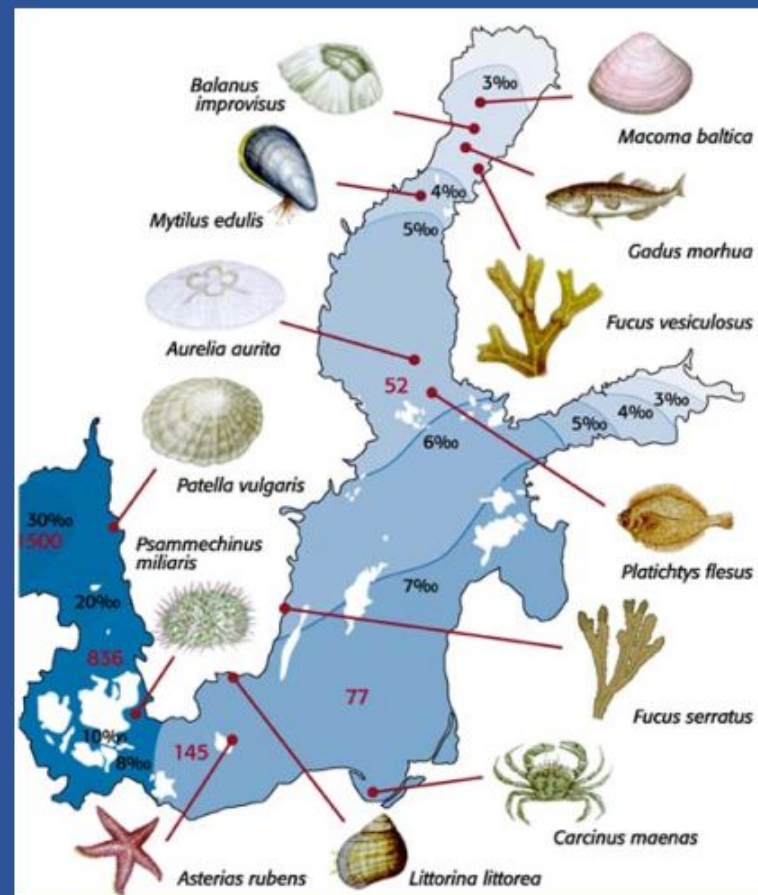 3‰
Balanus
improvisus
Macoma baltica
4‰
Mytilus edulis
5‰
Gadus morhua
Fucus vesiculosus
Aurelia aurita
52
3‰
4‰
5‰
6‰
Patella vulgaris
Platichtys flesus
30‰
1500
Psammechinus
miliaris
7‰
20‰
836
77
Fucus serratus
10‰
145
8‰
Carcinus maenas
Asterias rubens
Littorina littorea